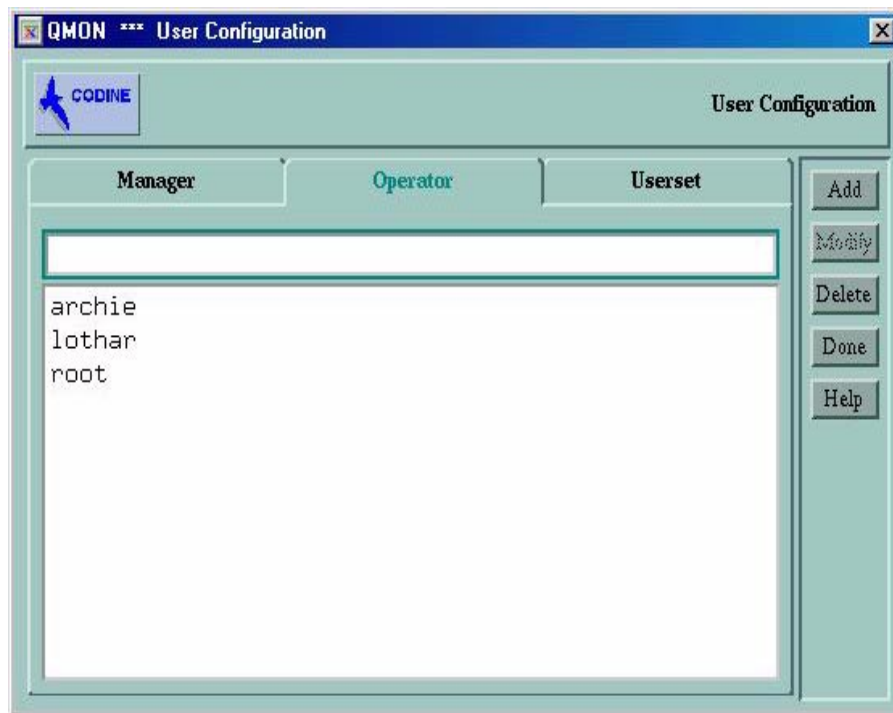 QMON *** User Configuration
CODINE
User Configuration
Manager Operator Userset
Add
Modify
Delete
Done
Help
archie
lothar
root